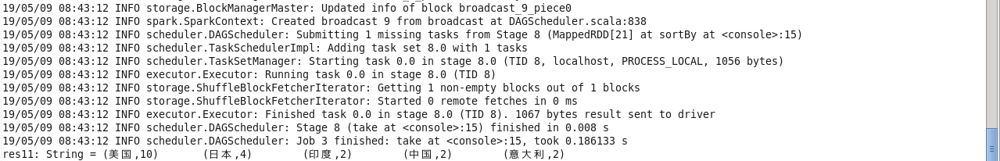 19/05/09 08:43:12 INFO storage.BlockManagerMaster: Updated info of block broadcast_9_piece0
19/05/09 08:43:12 INFO spark.SparkContext: Created broadcast 9 from broadcast at DAGScheduler.scala:838
19/05/09 08:43:12 INFO scheduler.DAGScheduler: Submitting 1 missing tasks from Stage 8 (MappedRDD[21] at sortBy at <console>:15)
19/05/09 08:43:12 INFO scheduler.TaskSchedulerImpl: Adding task set 8.0 with 1 tasks
19/05/09 08:43:12 INFO scheduler.TaskSetManager: Starting task 0.0 in stage 8.0 (TID 8, localhost, PROCESS_LOCAL, 1056 bytes)
19/05/09 08:43:12 INFO executor.Executor: Running task 0.0 in stage 8.0 (TID 8)
19/05/09 08:43:12 INFO storage.ShuffleBlockFetcherIterator: Getting 1 non-empty blocks out of 1 blocks
19/05/09 08:43:12 INFO storage.ShuffleBlockFetcherIterator: Started 0 remote fetches in 0 ms
19/05/09 08:43:12 INFO executor.Executor: Finished task 0.0 in stage 8.0 (TID 8). 1067 bytes result sent to driver
19/05/09 08:43:12 INFO scheduler.DAGScheduler: Stage 8 (take at <console>:15) finished in 0.008 s
19/05/09 08:43:12 INFO scheduler.DAGScheduler: Job 3 finished: take at <console>:15, took 0.186133 s
res11: String = (美国,10)	(日本,4)	(印度,2)	(中国,2)	(意大利,2)